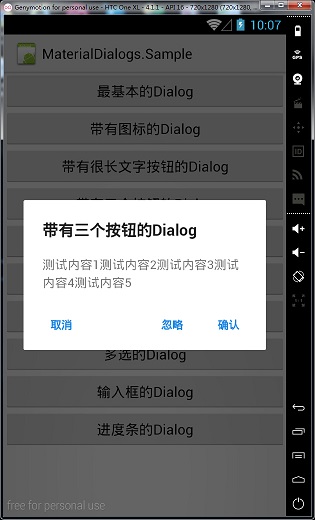 Genymotion for personal use - HTC One XL - 4.1.1 - API 16 - 720x1280 (720x1280,
10:07
MaterialDialogs.Sample
最基本的Dialog
带有图标的Dialog
带有很长文字按钮的Dialog
带有三个按钮的Dialog
测试内容1测试内容2测试内容3测试
内容4测试内容5
取消
忽略
确认
多选的Dialog
输入框的Dialog
进度条的Dialog
free for personal use
GPS
ID